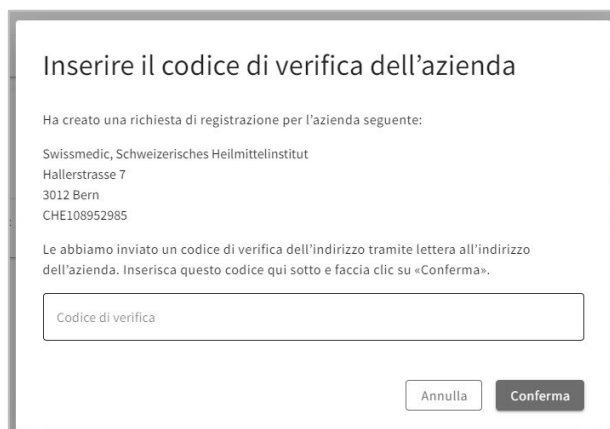 Inserire il codice di verifica dell’azienda
Ha creato una richiesta di registrazione per l’azienda seguente:
Swissmedic, Schweizerisches Heilmittelinstitut
Hallerstrasse 7
3012 Bern
CHE108952985
Le abbiamo inviato un codice di verifica dell’indirizzo tramite lettera all’indirizzo
dell’azienda. Inserisca questo codice qui sotto e faccia clic su «Conferma».
Codice di verifica
Annulla Conferma